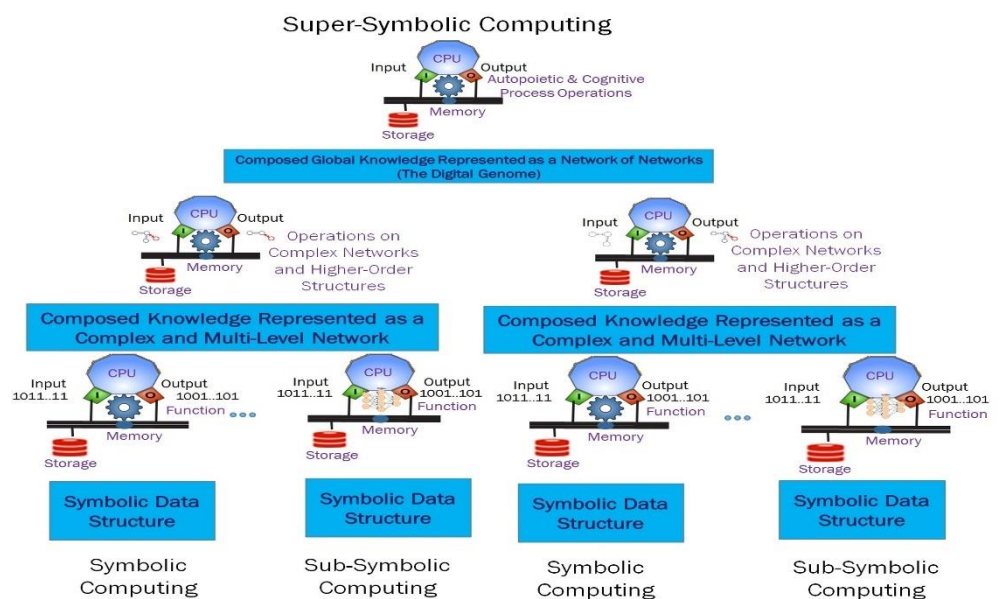 Super-Symbolic Computing
CPU
Input
Output
I
O
Autopoietic & Cognitive
Process Operations
Memory
Storage
Composed Global Knowledge Represented as a Network of Networks
(The Digital Genome)
CPU
Input
Output
I
O
Operations on
Complex Networks
and Higher-Order
Structures
Memory
Storage
CPU
Input
Output
I
O
Operations on
Complex Networks
and Higher-Order
Structures
Memory
Storage
Composed Knowledge Represented as a
Complex and Multi-Level Network
Composed Knowledge Represented as a
Complex and Multi-Level Network
CPU
Input
1011..11
Output
1001..101
I
O
Function
Memory
Storage
CPU
Input
1011..11
Output
1001..101
I
O
Function
Memory
Storage
CPU
Input
1011..11
Output
1001..101
I
O
Function
Memory
Storage
CPU
Input
1011..11
Output
1001..101
I
O
Function
Memory
Storage
Symbolic Data
Structure
Symbolic Data
Structure
Symbolic Data
Structure
Symbolic Data
Structure
Symbolic
Computing
Sub-Symbolic
Computing
Symbolic
Computing
Sub-Symbolic
Computing